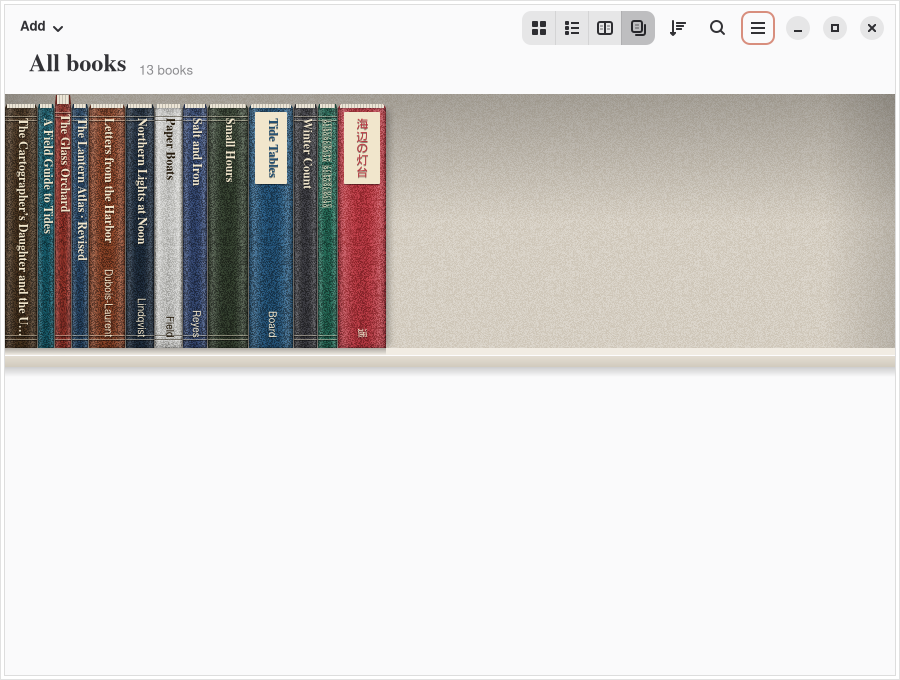 Add
All books
13 books
The Cartographer's Daughter and the U…
A Field Guide to Tides
The Glass Orchard
The Lantern Atlas · Revised
Letters from the Harbor
Dubois-Laurent
Northern Lights at Noon
Lindqvist
Paper Boats
Field
Salt and Iron
Reyes
Small Hours
Tide Tables
Board
Winter Count
海辺の灯台